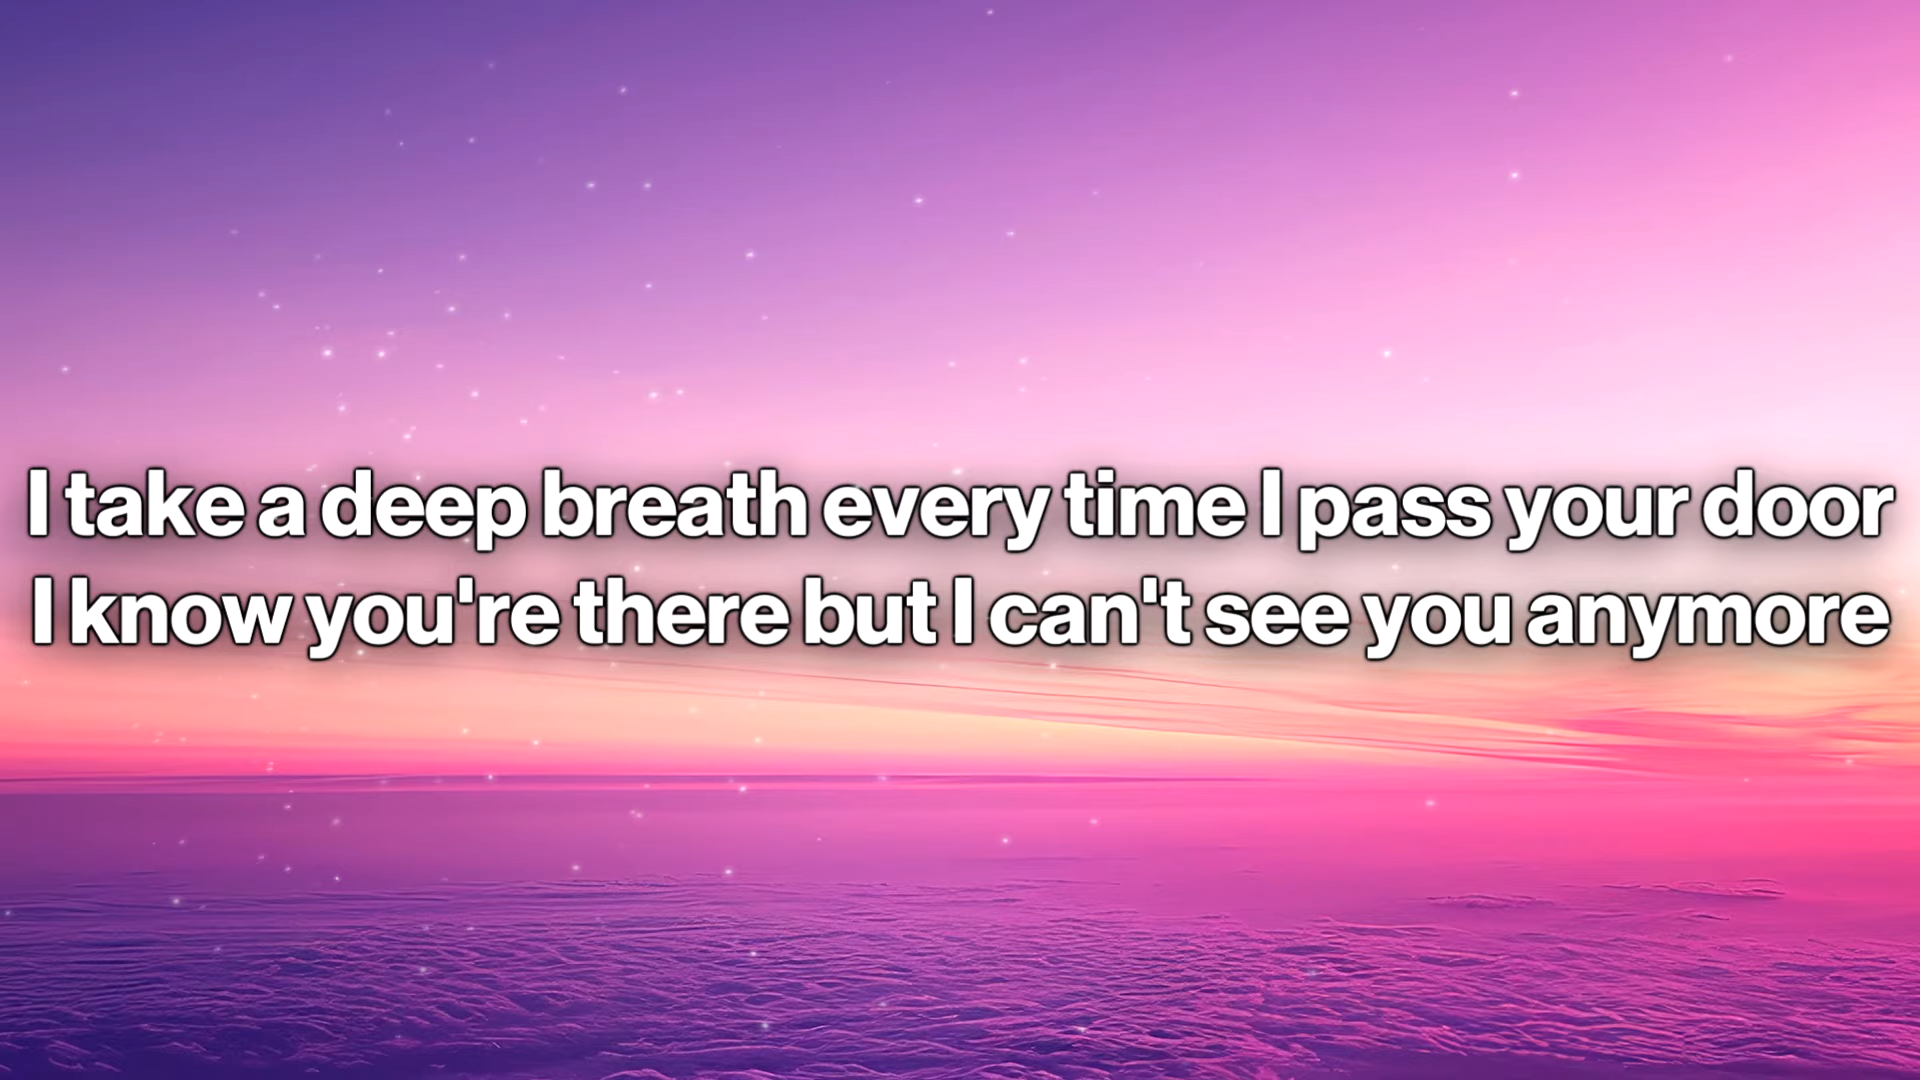 I take a deep breath every time I pass your door
I know you're there but I can't see you anymore